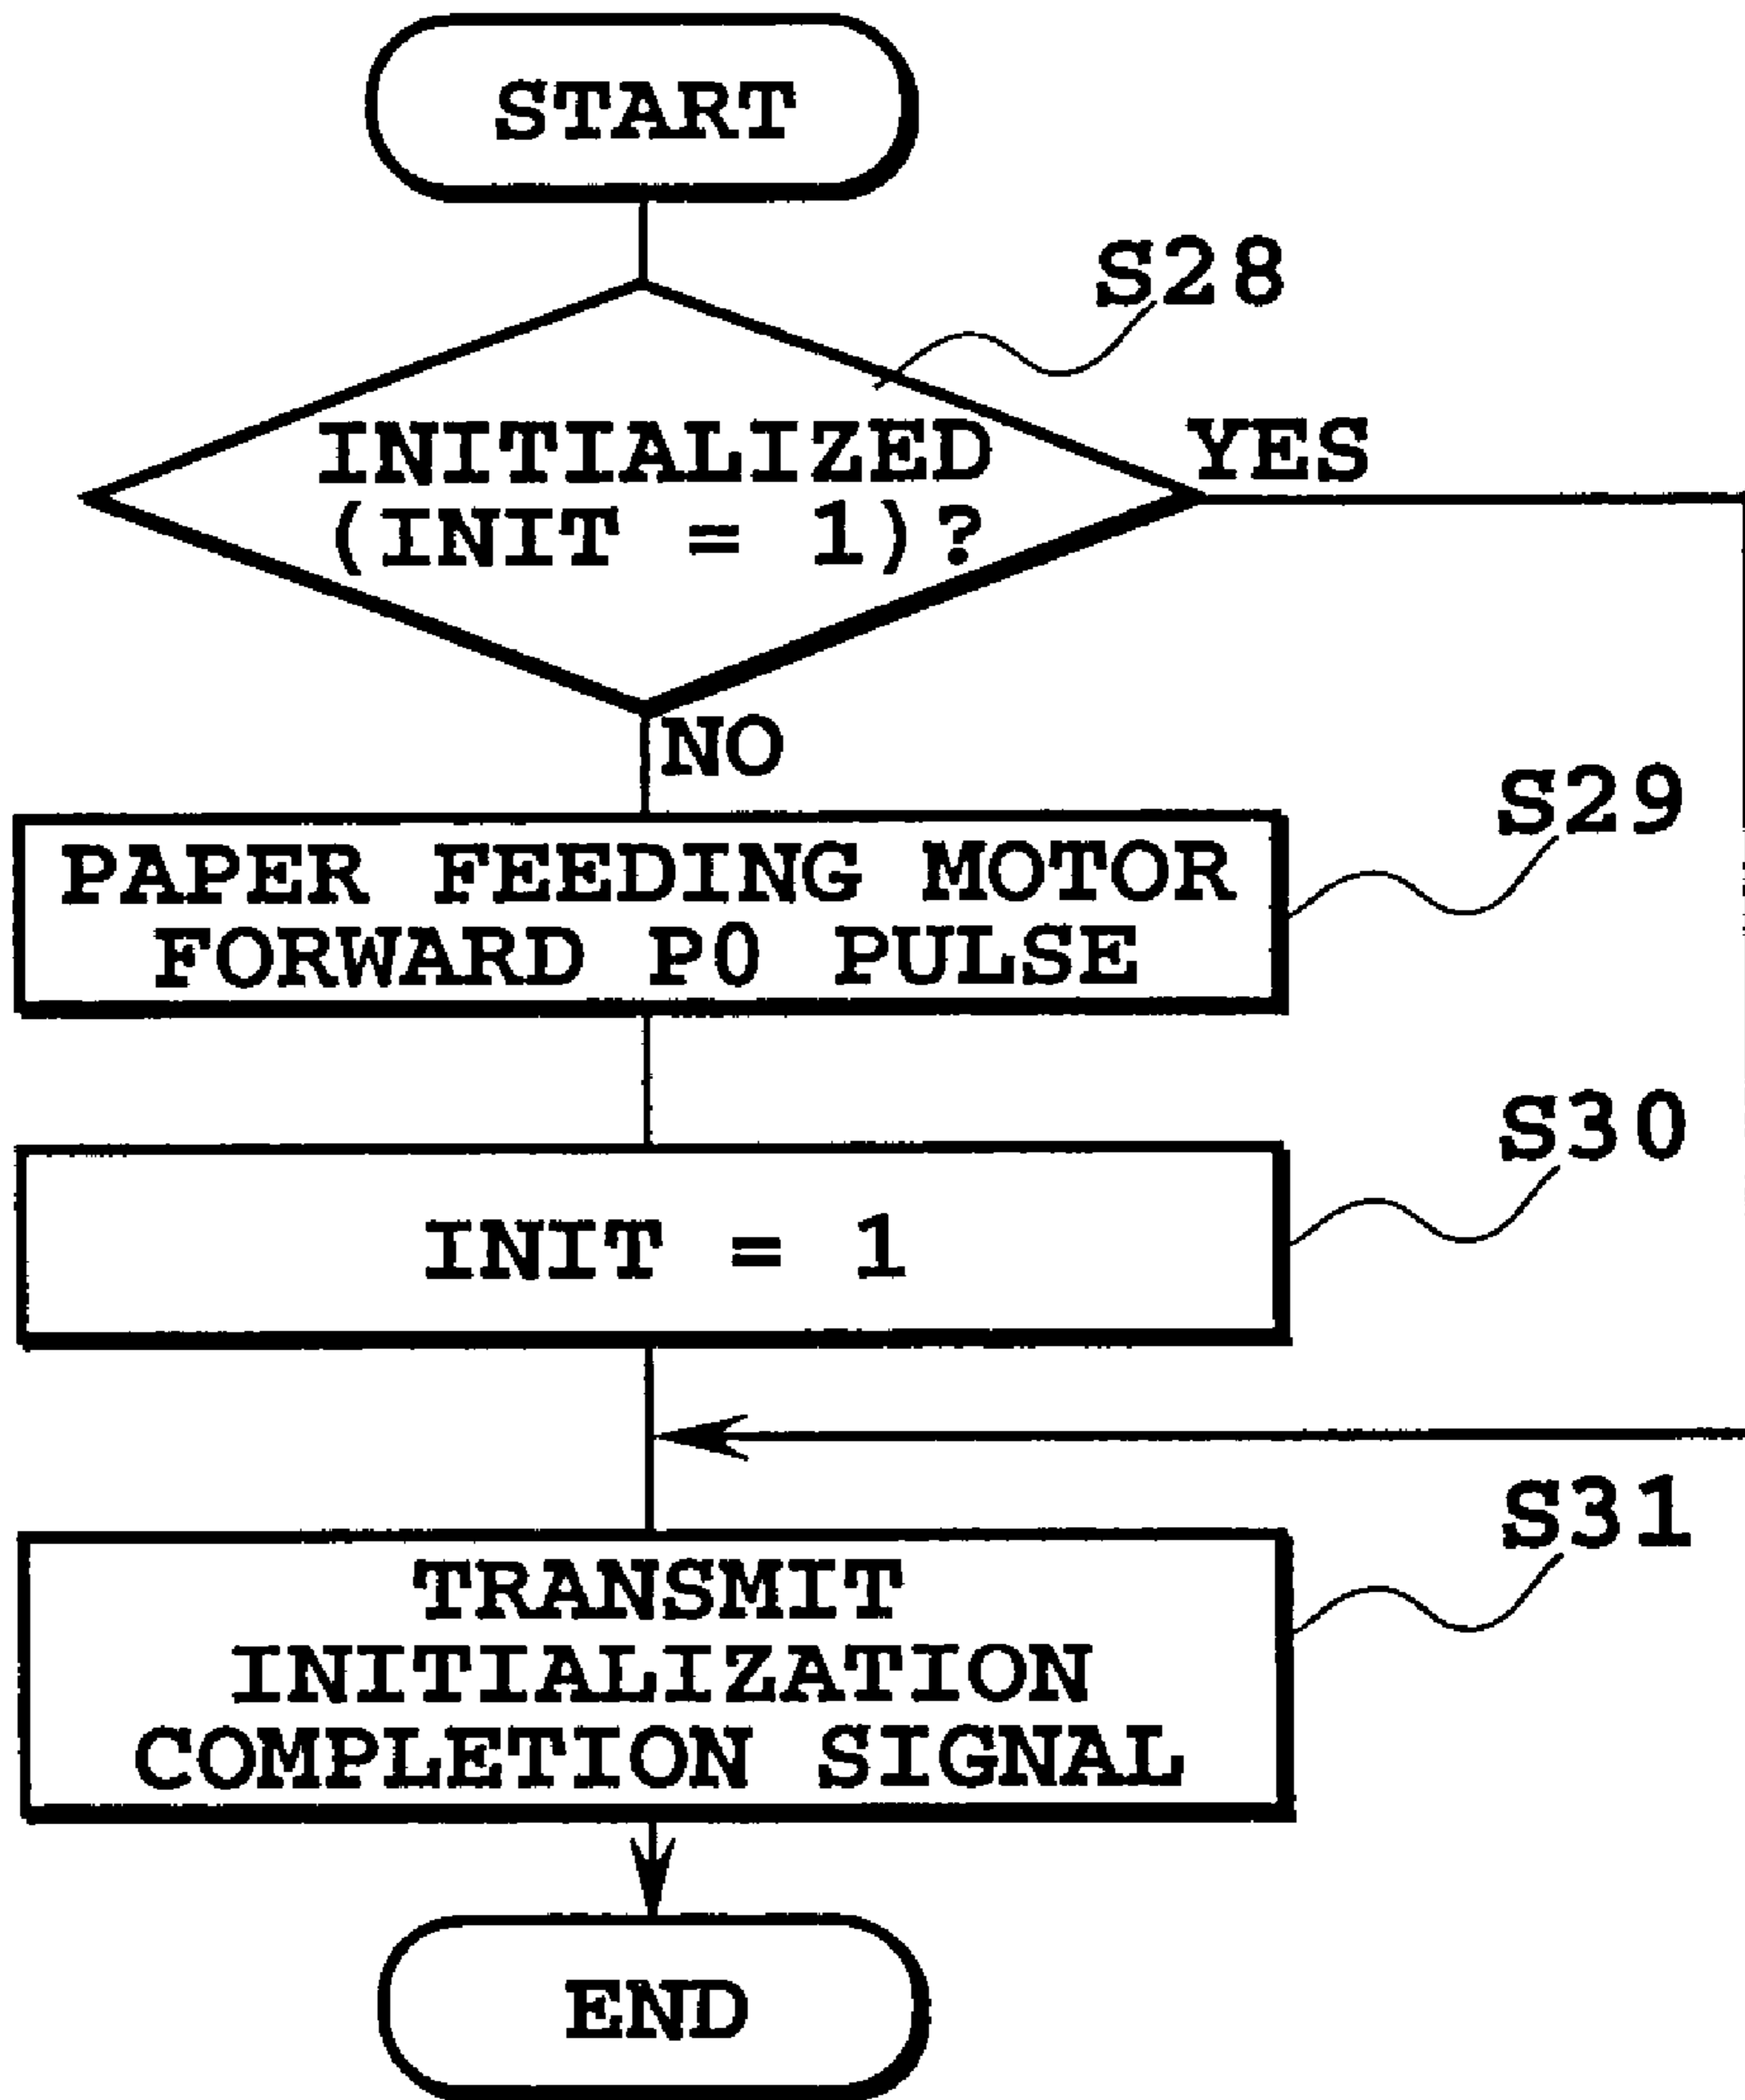 START
S28
INITIALIZED
(INIT = 1)?
YES
NO
S29
PAPER FEEDING MOTOR
FORWARD P0 PULSE
S30
INIT = 1
S31
TRANSMIT
INITIALIZATION
COMPLETION SIGNAL
END